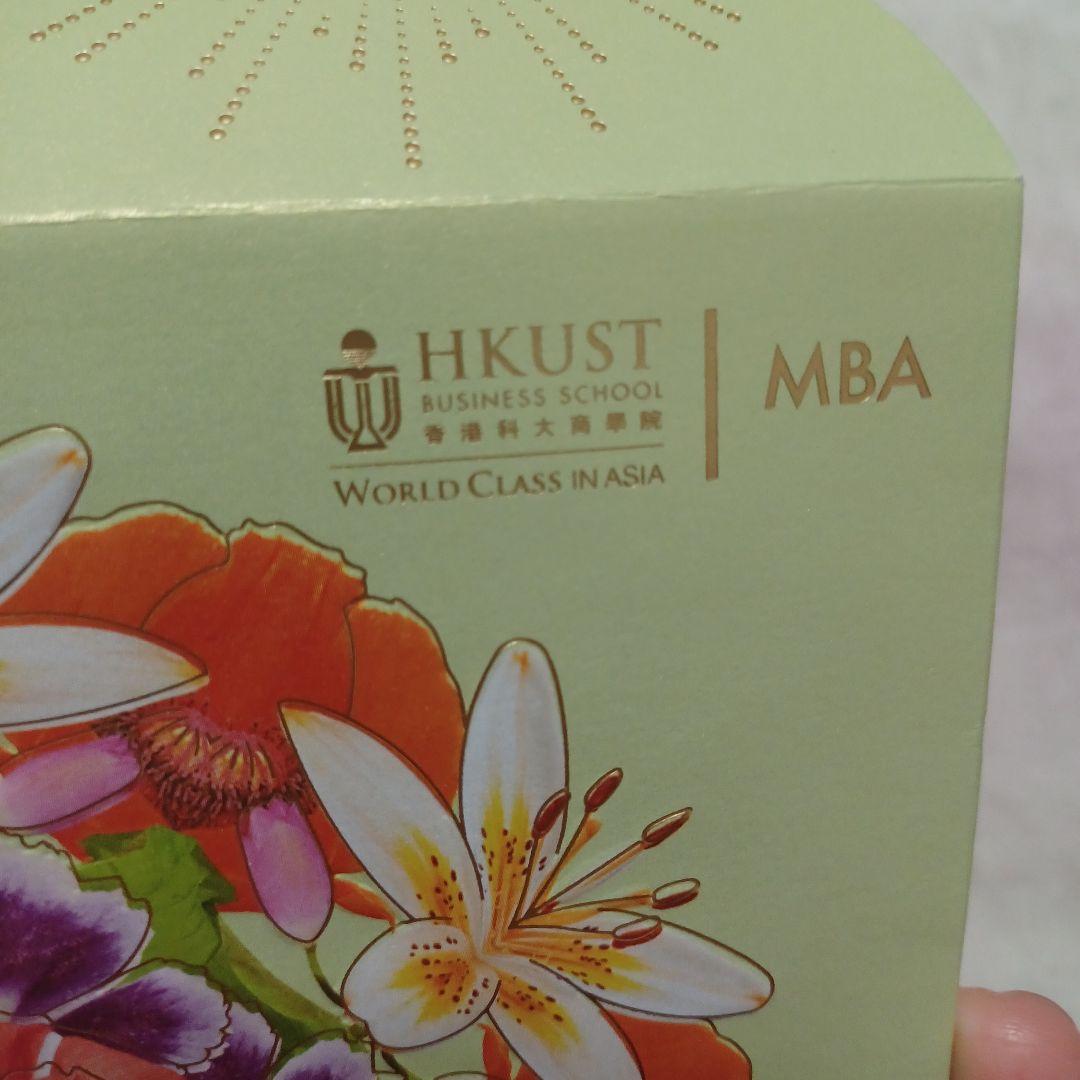 HKUST
BUSINESS SCHOOL
香港科大商學院
WORLD CLASS IN ASIA
MBA